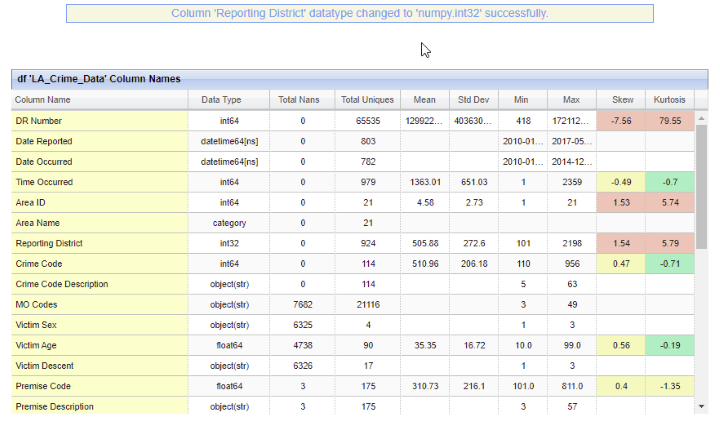 Column 'Reporting District' datatype changed to 'numpy.int32' successfully.
df 'LA_Crime_Data' Column Names
Column Name Data Type Total Nans Total Uniques Mean Std Dev Min Max Skew Kurtosis
DR Number int64 0 65535 129922... 403630... 418 172112... -7.56 79.55
Date Reported datetime64[ns] 0 803 2010-01... 2017-05...
Date Occurred datetime64[ns] 0 782 2010-01... 2014-12...
Time Occurred int64 0 979 1363.01 651.03 1 2359 -0.49 -0.7
Area ID int64 0 21 4.58 2.73 1 21 1.53 5.74
Area Name category 0 21
Reporting District int32 0 924 505.88 272.6 101 2198 1.54 5.79
Crime Code int64 0 114 510.96 206.18 110 956 0.47 -0.71
Crime Code Description object(str) 0 114 5 63
MO Codes object(str) 7682 21116 3 49
Victim Sex object(str) 6325 4 1 3
Victim Age float64 4738 90 35.35 16.72 10.0 99.0 0.56 -0.19
Victim Descent object(str) 6326 17 1 3
Premise Code float64 3 175 310.73 216.1 101.0 811.0 0.4 -1.35
Premise Description object(str) 3 175 3 57